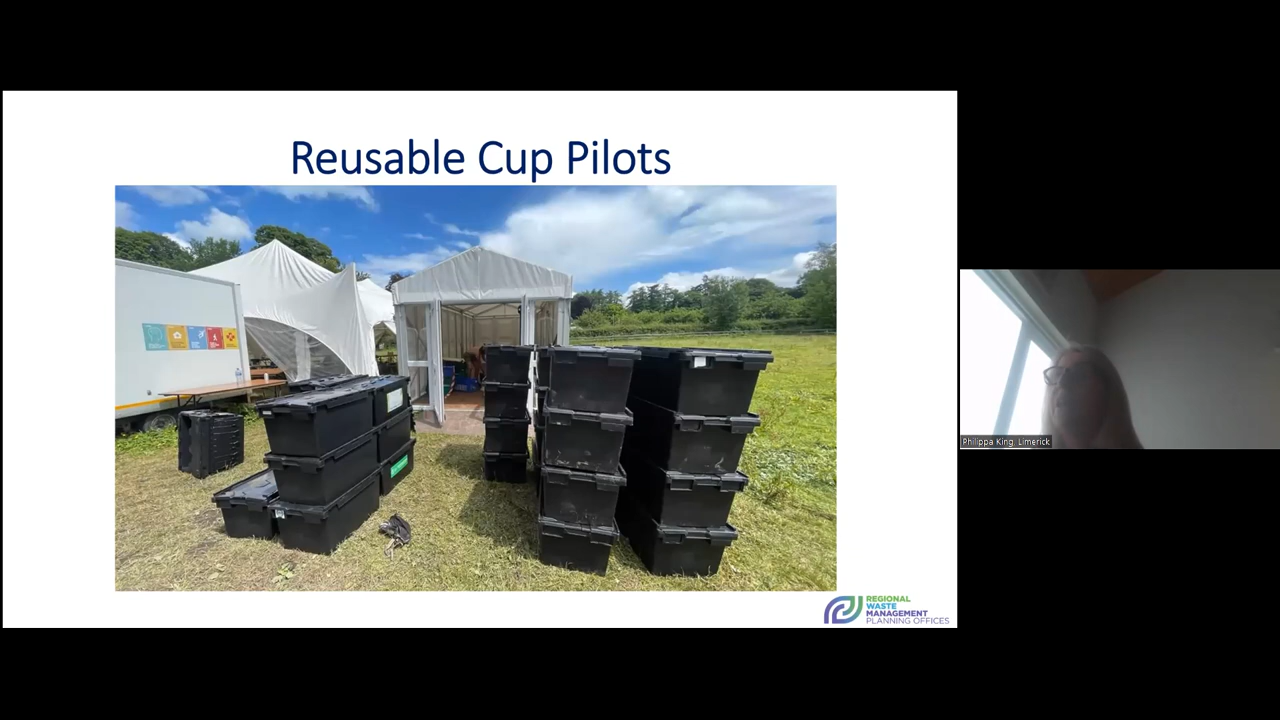 Reusable Cup Pilots
REGIONAL
WASTE
MANAGEMENT
PLANNING OFFICES
Philippa King, Limerick